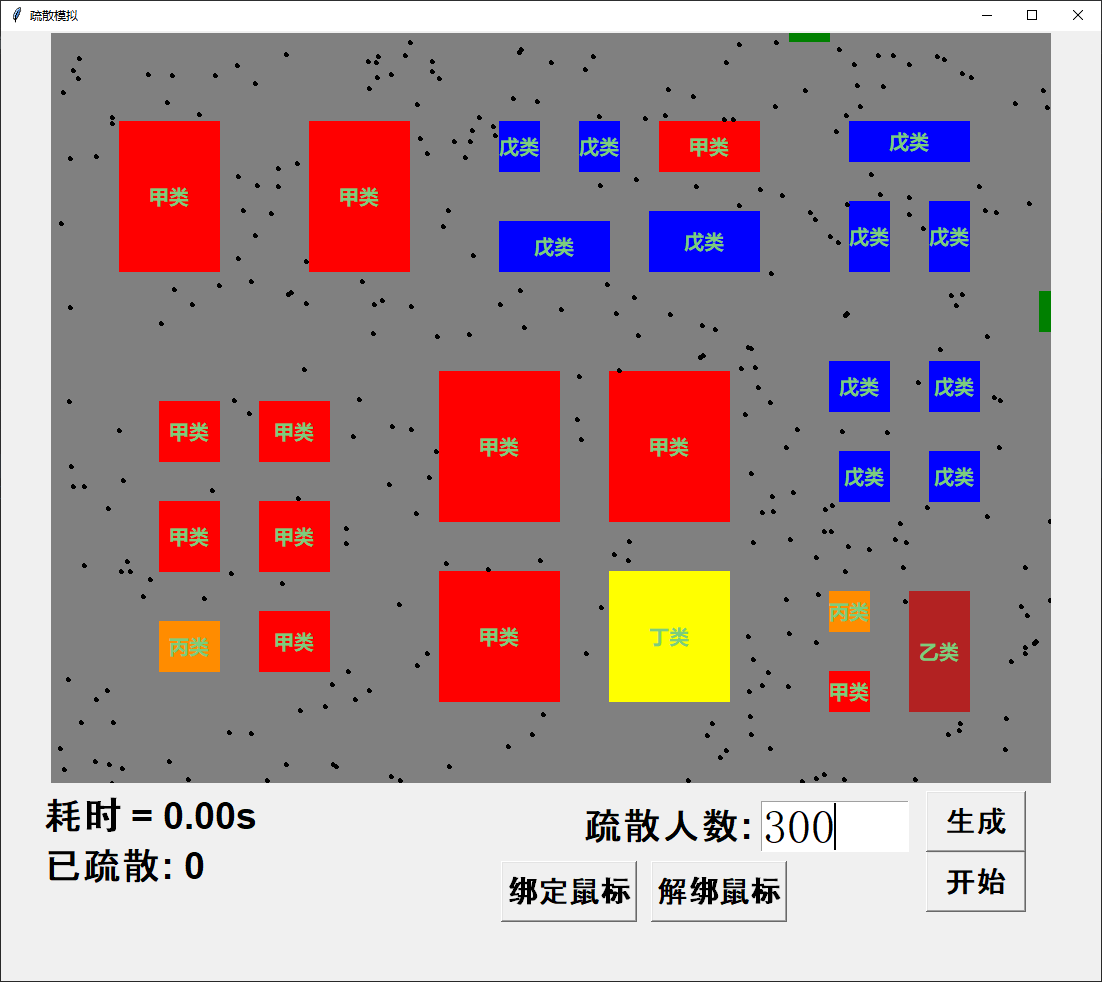 疏散模拟
戊类
戊类
甲类
戊类
甲类
甲类
戊类
戊类
戊类
戊类
戊类
戊类
甲类
甲类
甲类
甲类
戊类
戊类
甲类
甲类
丙类
甲类
甲类
丁类
丙类
乙类
甲类
耗时 = 0.00s
已疏散: 0
疏散人数:
300
生成
绑定鼠标
解绑鼠标
开始